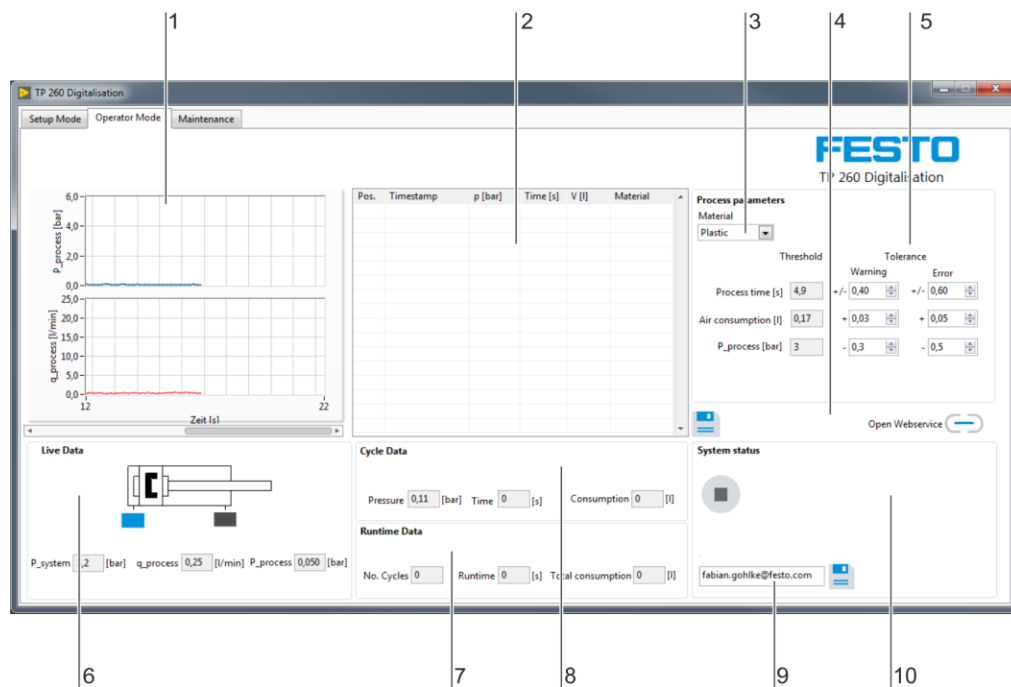 1 2 3 4 5
TP 260 Digitalisation
Setup Mode Operator Mode Maintenance
FESTO
TP 260 Digitalisation
6,0
4,0
2,0
0,0
P_process [bar]
25,0
20,0
15,0
10,0
5,0
0,0
q_process [l/min]
12 22
Zeit [s]
Pos. Timestamp p [bar] Time [s] V [l] Material
Process parameters
Material
Plastic
Threshold Tolerance
Warning Error
Process time [s] 4,9 +/- 0,40 +/- 0,60
Air consumption [l] 0,17 + 0,03 + 0,05
P_process [bar] 3 - 0,3 - 0,5
Open Webservice
Live Data
P_system ,2 [bar] q_process 0,25 [l/min] P_process 0,050 [bar]
Cycle Data
Pressure 0,11 [bar] Time 0 [s] Consumption 0 [l]
Runtime Data
No. Cycles 0 Runtime 0 [s] Total consumption 0 [l]
System status
fabian.gohlke@festo.com
6 7 8 9 10